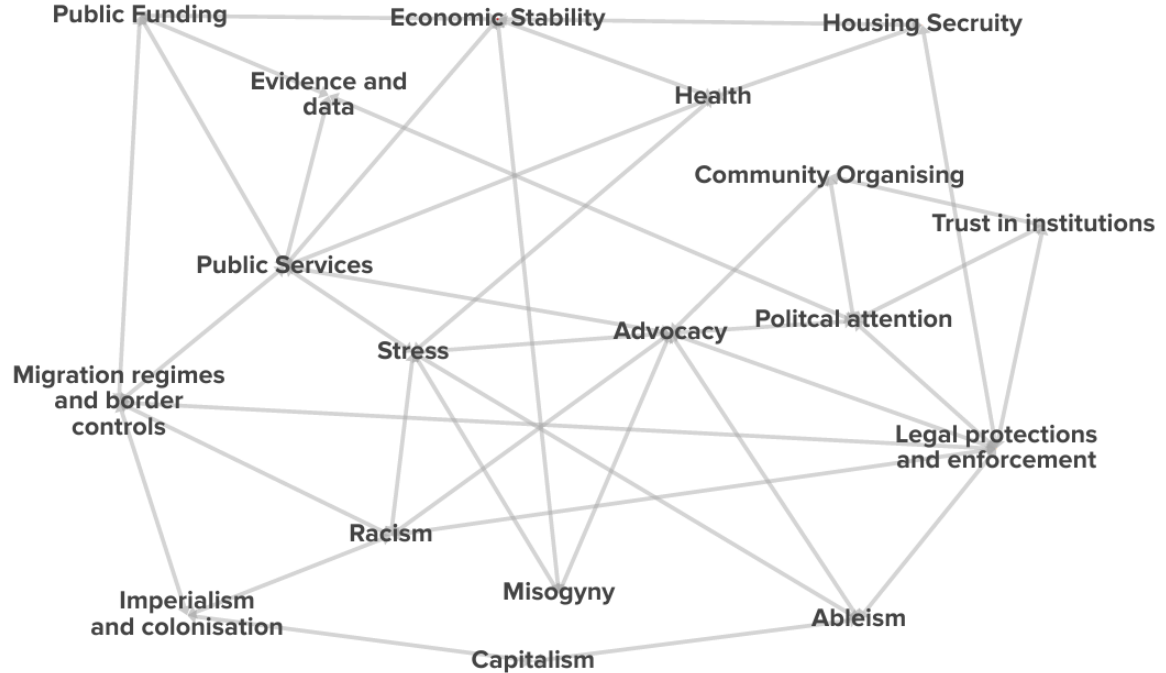 Public Funding
Economic Stability
Housing Secruity
Evidence and
data
Health
Community Organising
Trust in institutions
Public Services
Advocacy
Politcal attention
Stress
Migration regimes
and border
controls
Legal protections
and enforcement
Racism
Misogyny
Imperialism
and colonisation
Ableism
Capitalism